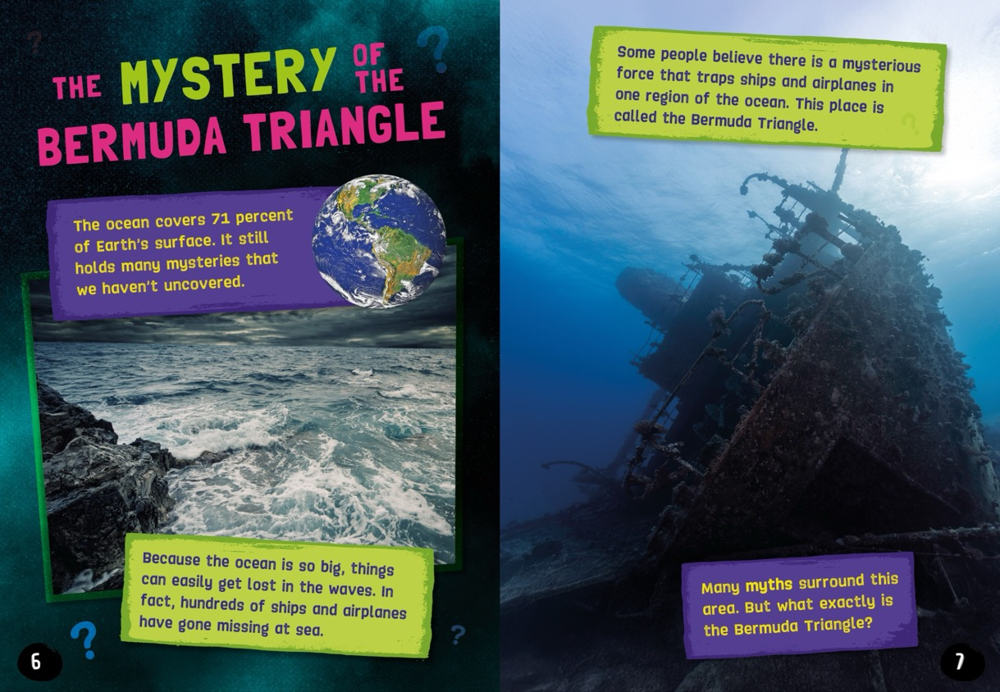 THE MYSTERY OF THE
BERMUDA TRIANGLE
The ocean covers 71 percent
of Earth's surface. It still
holds many mysteries that
we haven't uncovered.
Because the ocean is so big, things
can easily get lost in the waves. In
fact, hundreds of ships and airplanes
have gone missing at sea.
6
Some people believe there is a mysterious
force that traps ships and airplanes in
one region of the ocean. This place is
called the Bermuda Triangle.
Many myths surround this
area. But what exactly is
the Bermuda Triangle?
7